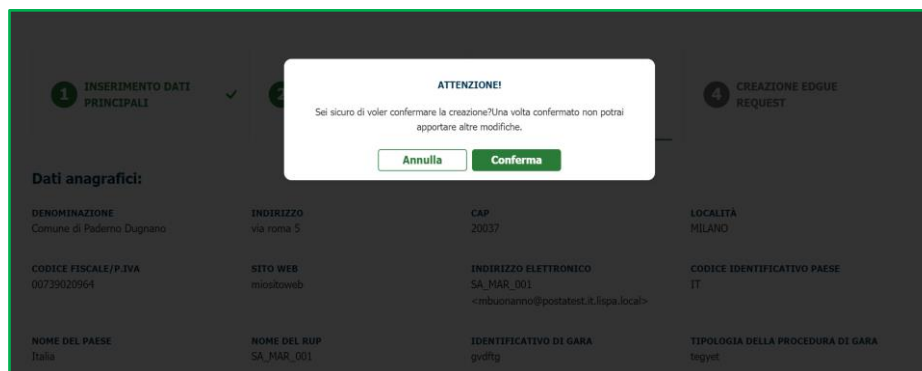 ATTENZIONE!
Sei sicuro di voler confermare la creazione?Una volta confermato non potrai
apportare altre modifiche.
Annulla Conferma
1 INSERIMENTO DATI
PRINCIPALI
2
4 CREAZIONE EDGUE
REQUEST
Dati anagrafici:
DENOMINAZIONE INDIRIZZO CAP LOCALITÀ
Comune di Paderno Dugnano via roma 5 20037 MILANO
CODICE FISCALE/P.IVA SITO WEB INDIRIZZO ELETTRONICO CODICE IDENTIFICATIVO PAESE
00739020964 miositoweb SA_MAR_001 IT
<mbuonanno@postatest.it.lispa.local>
NOME DEL PAESE NOME DEL RUP IDENTIFICATIVO DI GARA TIPOLOGIA DELLA PROCEDURA DI GARA
Italia SA_MAR_001 gvdftg tegyet